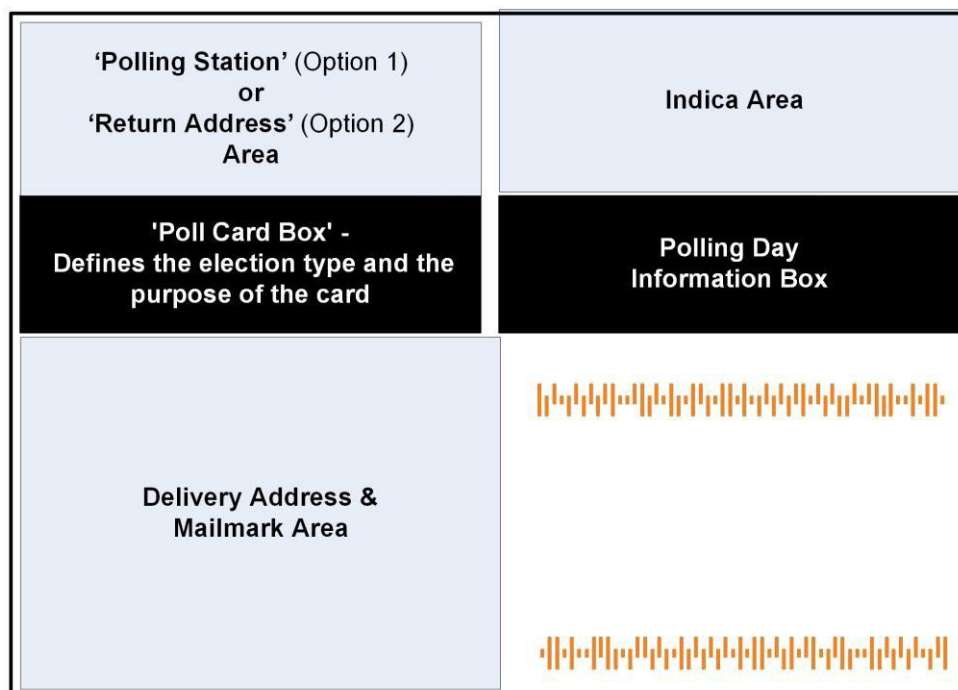 ‘Polling Station’ (Option 1)
or
‘Return Address’ (Option 2)
Area
Indica Area
'Poll Card Box' -
Defines the election type and the
purpose of the card
Polling Day
Information Box
Delivery Address &
Mailmark Area